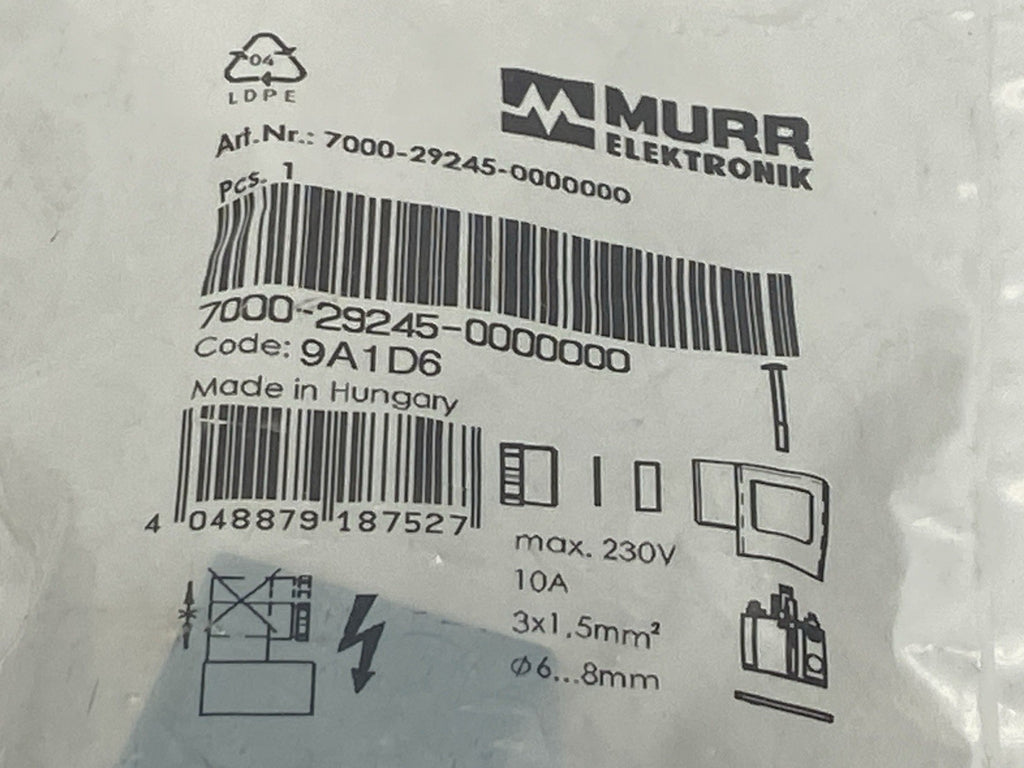 04
LDPE
MURR
ELEKTRONIK
Art.Nr.: 7000-29245-0000000
Pcs. 1
7000-29245-0000000
Code: 9A1D6
Made in Hungary
4 048879 187527
max. 230V
10A
3x1,5mm²
Φ6...8mm